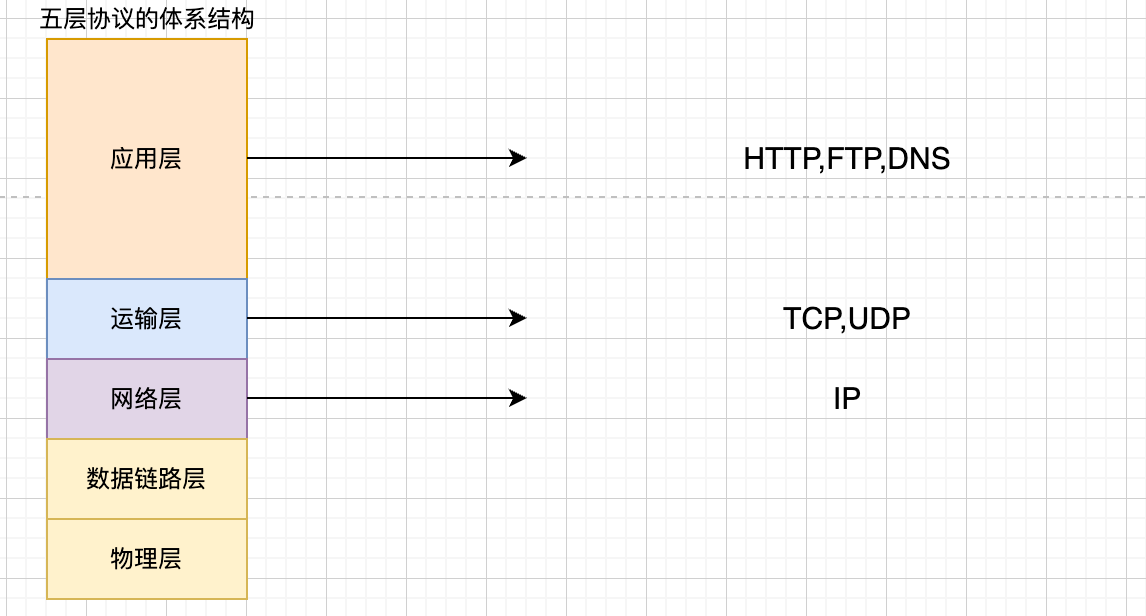 五层协议的体系结构
应用层
HTTP,FTP,DNS
运输层
TCP,UDP
网络层
IP
数据链路层
物理层